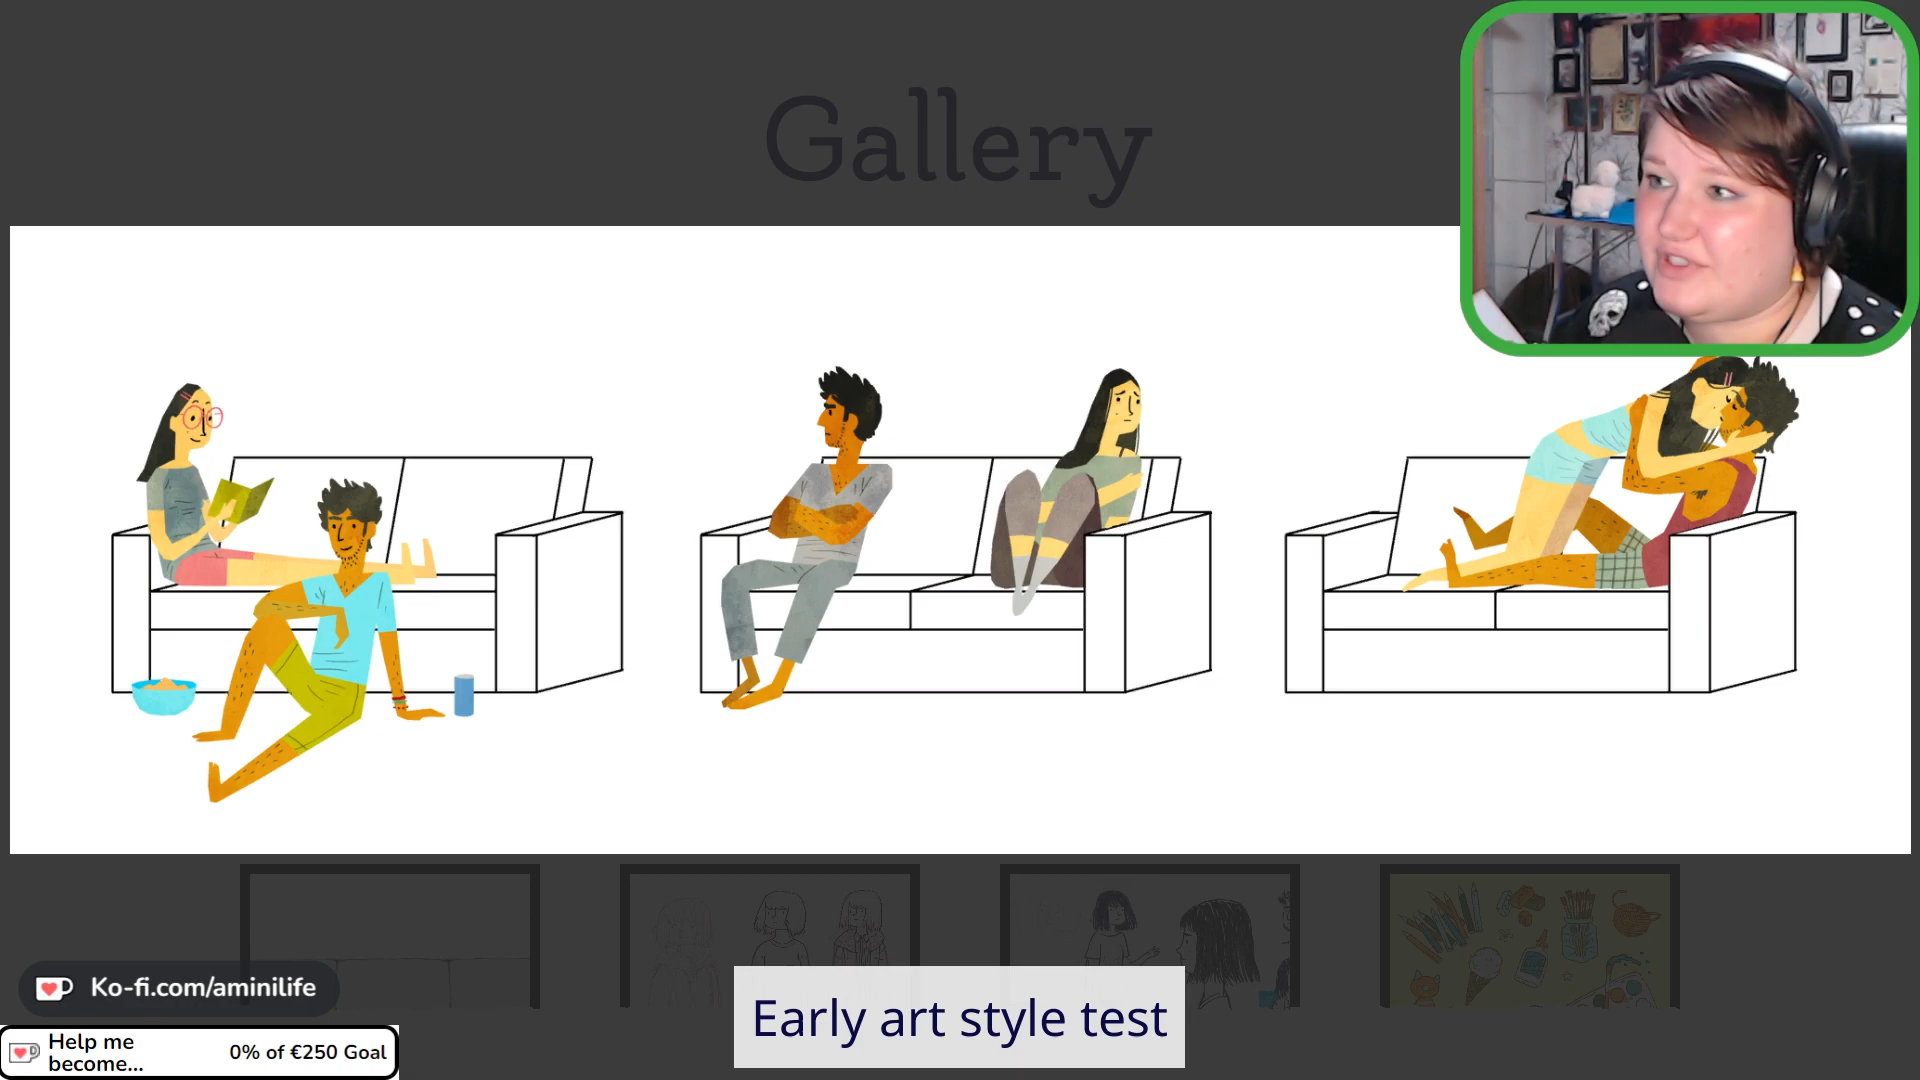 Gallery
Ko-fi.com/aminilife
Help me
become...
0% of €250 Goal
Early art style test